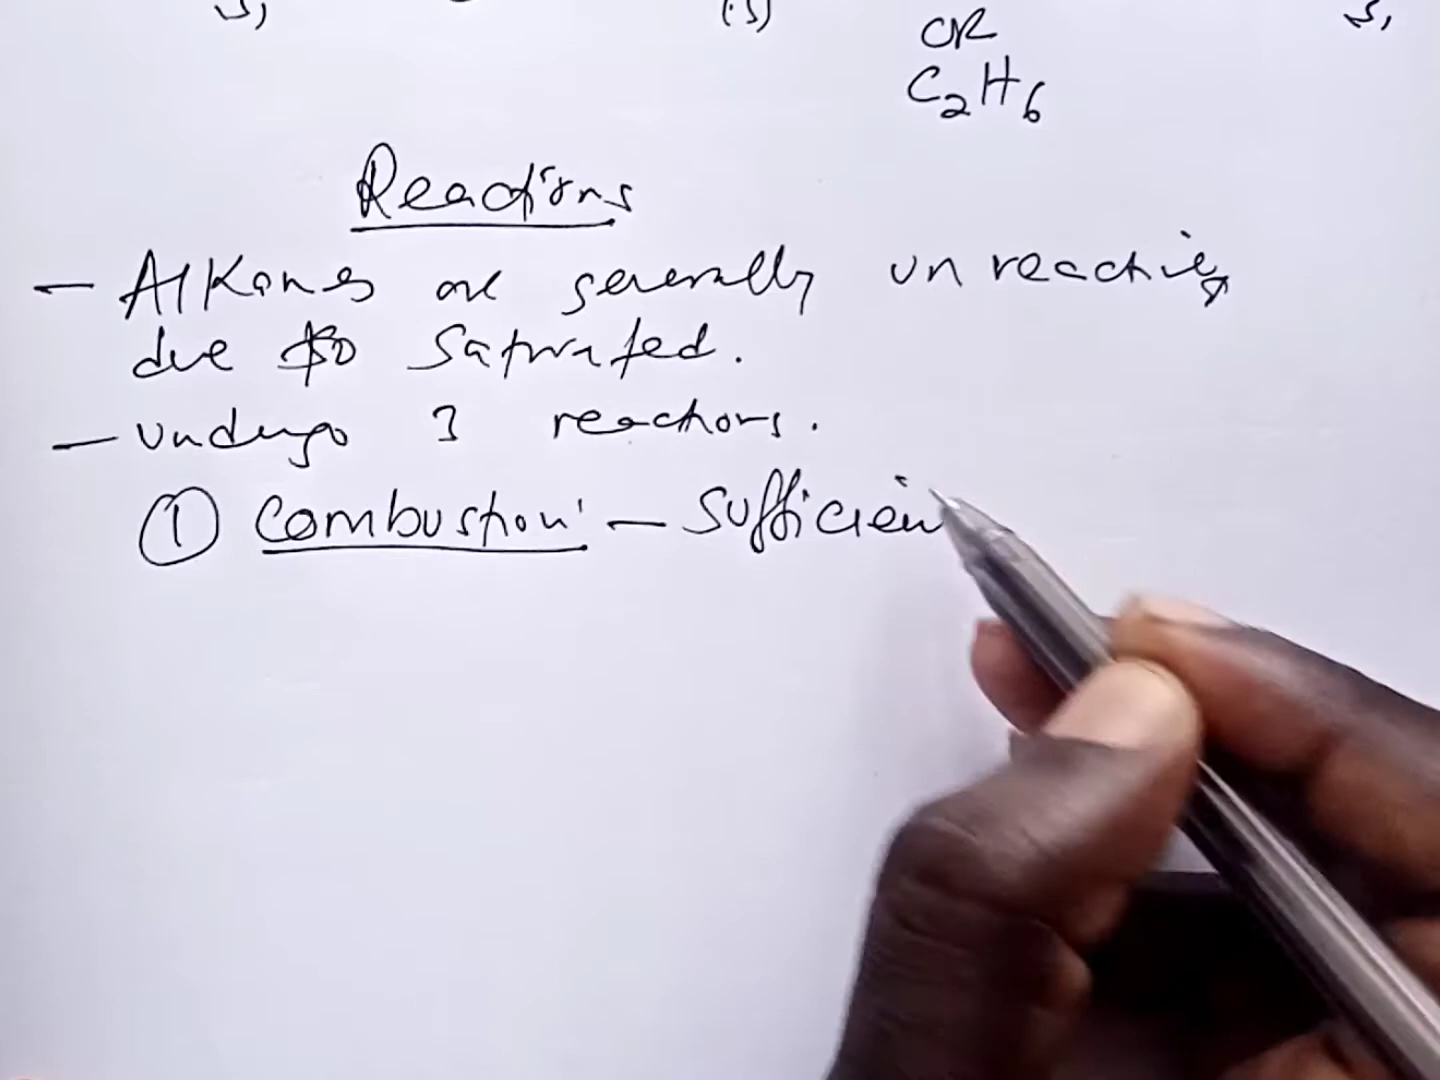 OR
C₂H₆
Reactions
- Alkanes are generally unreactive,
due to saturated.
- undergo 3 reactions.
① Combustion - Sufficien